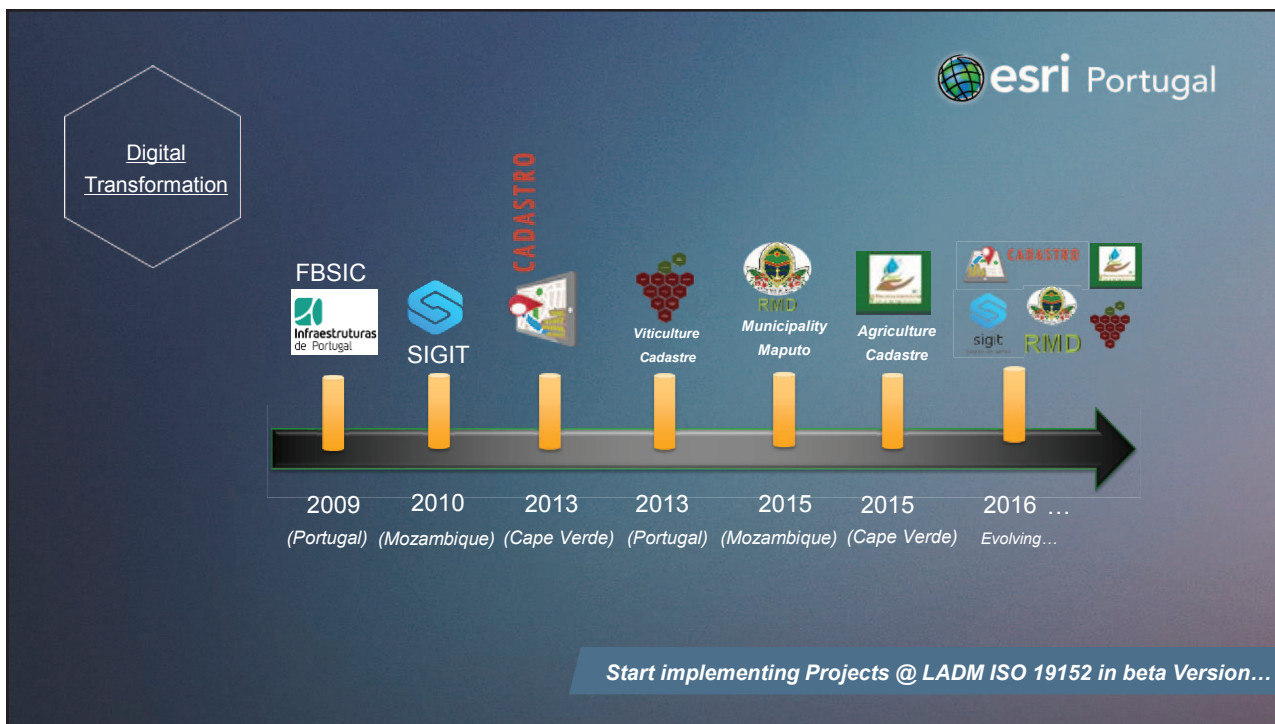 esri Portugal
Digital
Transformation
CADASTRO
FBSIC
Infraestruturas
de Portugal
SIGIT
Viticulture
Cadastre
RMD
Municipality
Maputo
Agriculture
Cadastre
CADASTRO
sigit
RMD
2009
2010
2013
2013
2015
2015
2016 ...
(Portugal)
(Mozambique)
(Cape Verde)
(Portugal)
(Mozambique)
(Cape Verde)
Evolving...
Start implementing Projects @ LADM ISO 19152 in beta Version...